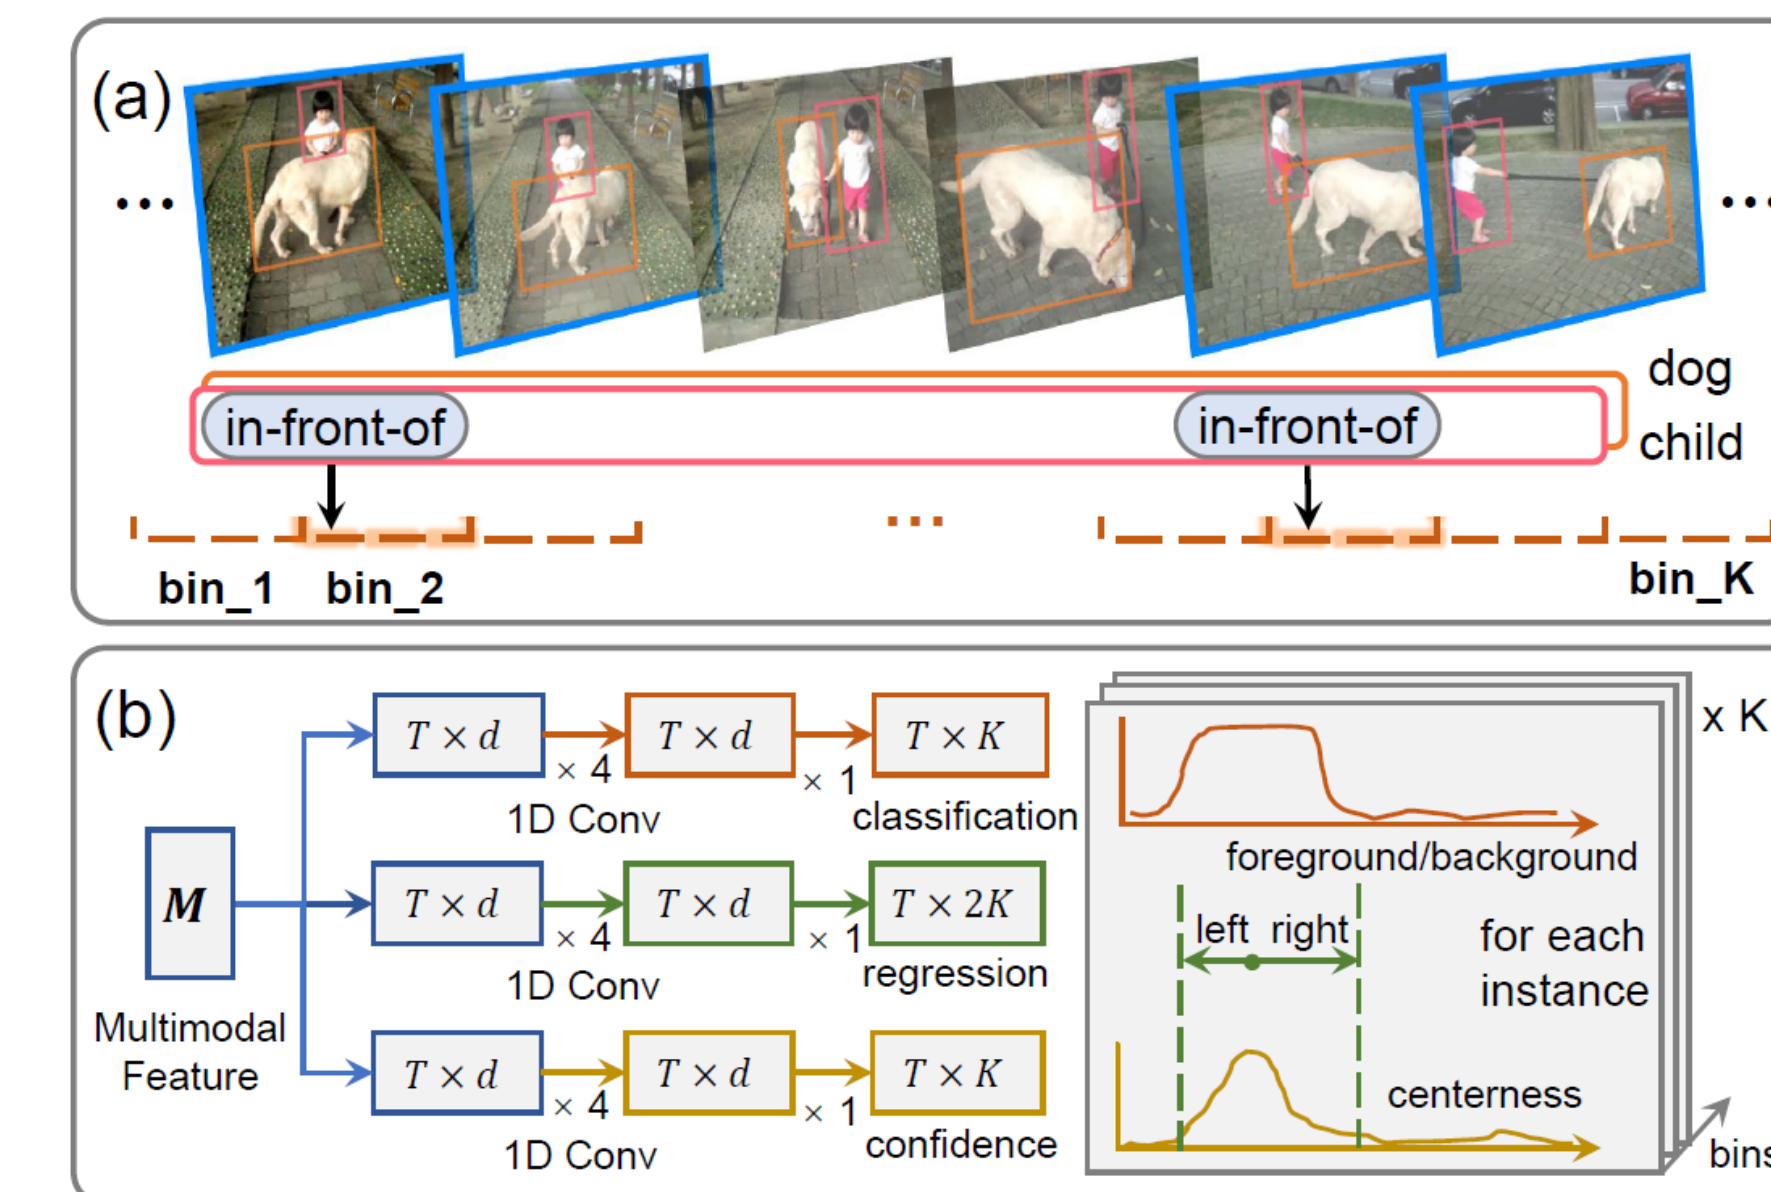 (a)
...
...
dog
in-front-of
in-front-of
child
...
bin_1
bin_2
bin_K
(b)
T × d
× 4
T × d
× 1
T × K
1D Conv
classification
M
Multimodal
Feature
T × d
× 4
T × d
× 1
T × 2K
1D Conv
regression
T × d
× 4
T × d
× 1
T × K
1D Conv
confidence
x K
foreground/background
left right
for each
instance
centerness
bins